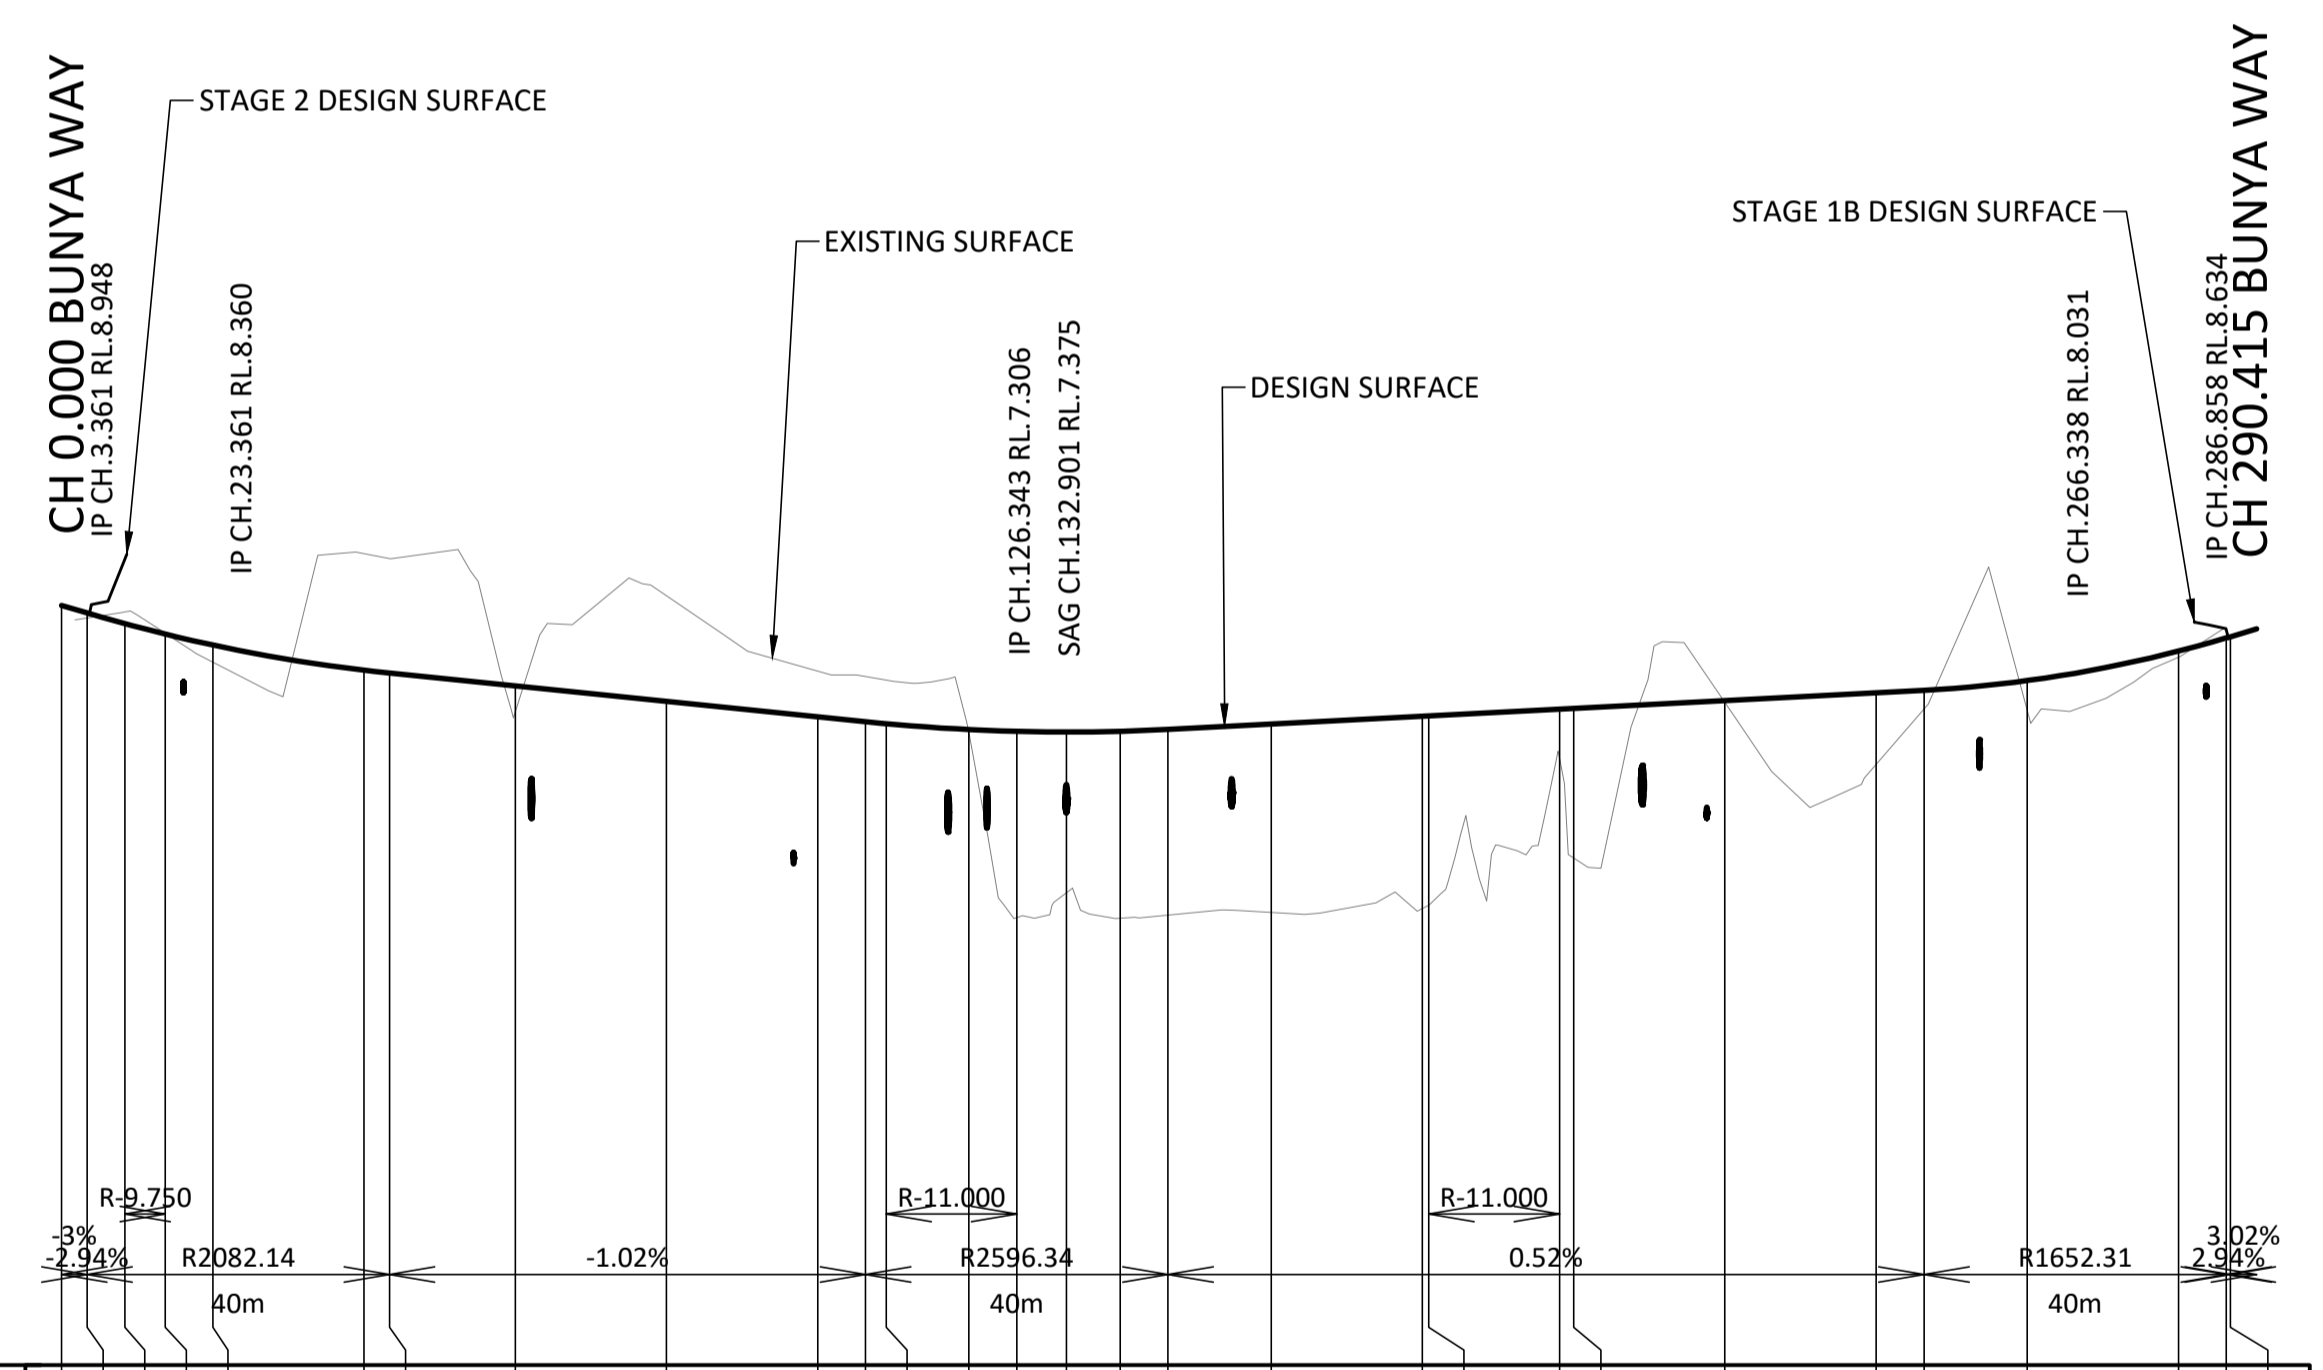 CH 0.000 BUNYA WAY
IP CH.3.361 RL.8.948
STAGE 2 DESIGN SURFACE
IP CH.23.361 RL.8.360
EXISTING SURFACE
IP CH.126.343 RL.7.306
SAG CH.132.901 RL.7.375
DESIGN SURFACE
STAGE 1B DESIGN SURFACE
IP CH.266.338 RL.8.031
IP CH.286.858 RL.8.634
CH 290.415 BUNYA WAY
R-9.750
R-11.000
R-11.000
-3%
3.02%
-2.94%
R2082.14
-1.02%
R2596.34
0.52%
R1652.31
2.94%
40m
40m
40m